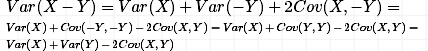 Var(X − Y) = Var(X) + Var(−Y) + 2Cov(X, −Y) =
Var(X) + Cov(−Y, −Y) − 2Cov(X, Y) = Var(X) + Cov(Y, Y) − 2Cov(X, Y) =
Var(X) + Var(Y) − 2Cov(X, Y)